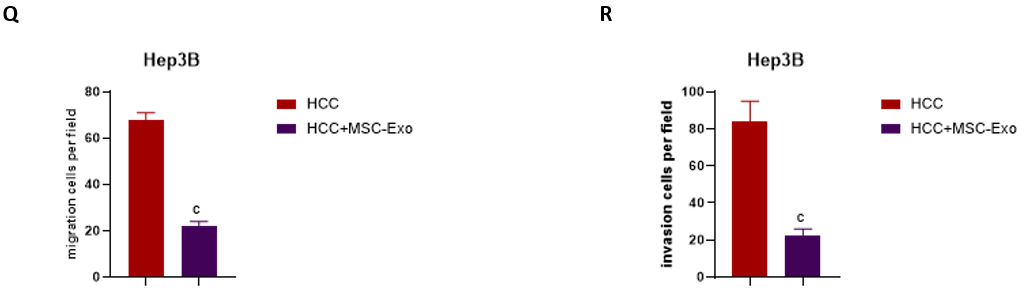 Q
Hep3B
migration cells per field
80
60
40
20
0
c
HCC
HCC+MSC-Exo
R
Hep3B
invasion cells per field
100
80
60
40
20
0
c
HCC
HCC+MSC-Exo